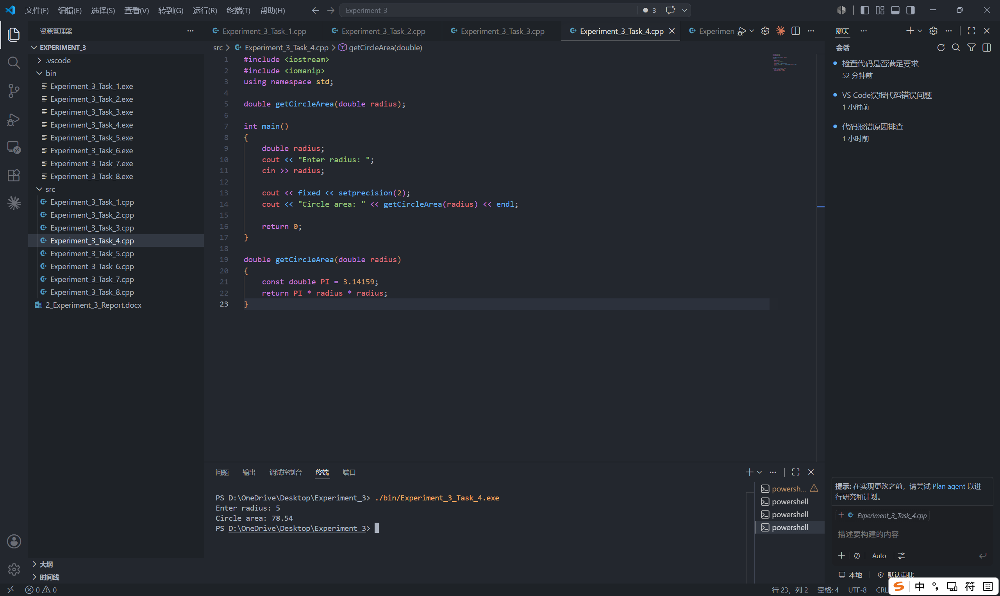 文件(F) 编辑(E) 选择(S) 查看(V) 转到(G) 运行(R) 终端(T) 帮助(H)
Experiment_3
3
资源管理器
EXPERIMENT_3
.vscode
bin
Experiment_3_Task_1.exe
Experiment_3_Task_2.exe
Experiment_3_Task_3.exe
Experiment_3_Task_4.exe
Experiment_3_Task_5.exe
Experiment_3_Task_6.exe
Experiment_3_Task_7.exe
Experiment_3_Task_8.exe
src
Experiment_3_Task_1.cpp
Experiment_3_Task_2.cpp
Experiment_3_Task_3.cpp
Experiment_3_Task_4.cpp
Experiment_3_Task_5.cpp
Experiment_3_Task_6.cpp
Experiment_3_Task_7.cpp
Experiment_3_Task_8.cpp
2_Experiment_3_Report.docx
大纲
时间线
Experiment_3_Task_1.cpp Experiment_3_Task_2.cpp Experiment_3_Task_3.cpp Experiment_3_Task_4.cpp Experimen
src > Experiment_3_Task_4.cpp > getCircleArea(double)
1 #include <iostream>
2 #include <iomanip>
3 using namespace std;
4
5 double getCircleArea(double radius);
6
7 int main()
8 {
9     double radius;
10     cout << "Enter radius: ";
11     cin >> radius;
12
13     cout << fixed << setprecision(2);
14     cout << "Circle area: " << getCircleArea(radius) << endl;
15
16     return 0;
17 }
18
19 double getCircleArea(double radius)
20 {
21     const double PI = 3.14159;
22     return PI * radius * radius;
23 }
问题 输出 调试控制台 终端 端口
PS D:\OneDrive\Desktop\Experiment_3> ./bin/Experiment_3_Task_4.exe
Enter radius: 5
Circle area: 78.54
PS D:\OneDrive\Desktop\Experiment_3>
powersh...
powershell
powershell
powershell
聊天
会话
检查代码是否满足要求
52 分钟前
VS Code误报代码错误问题
1 小时前
代码报错原因排查
1 小时前
提示: 在实现更改之前，请尝试 Plan agent 以进
行研究和计划。
Experiment_3_Task_4.cpp
描述要构建的内容
Auto
本地 默认审批
0 0
行 23，列 2 空格: 4 UTF-8 CRL
中 符